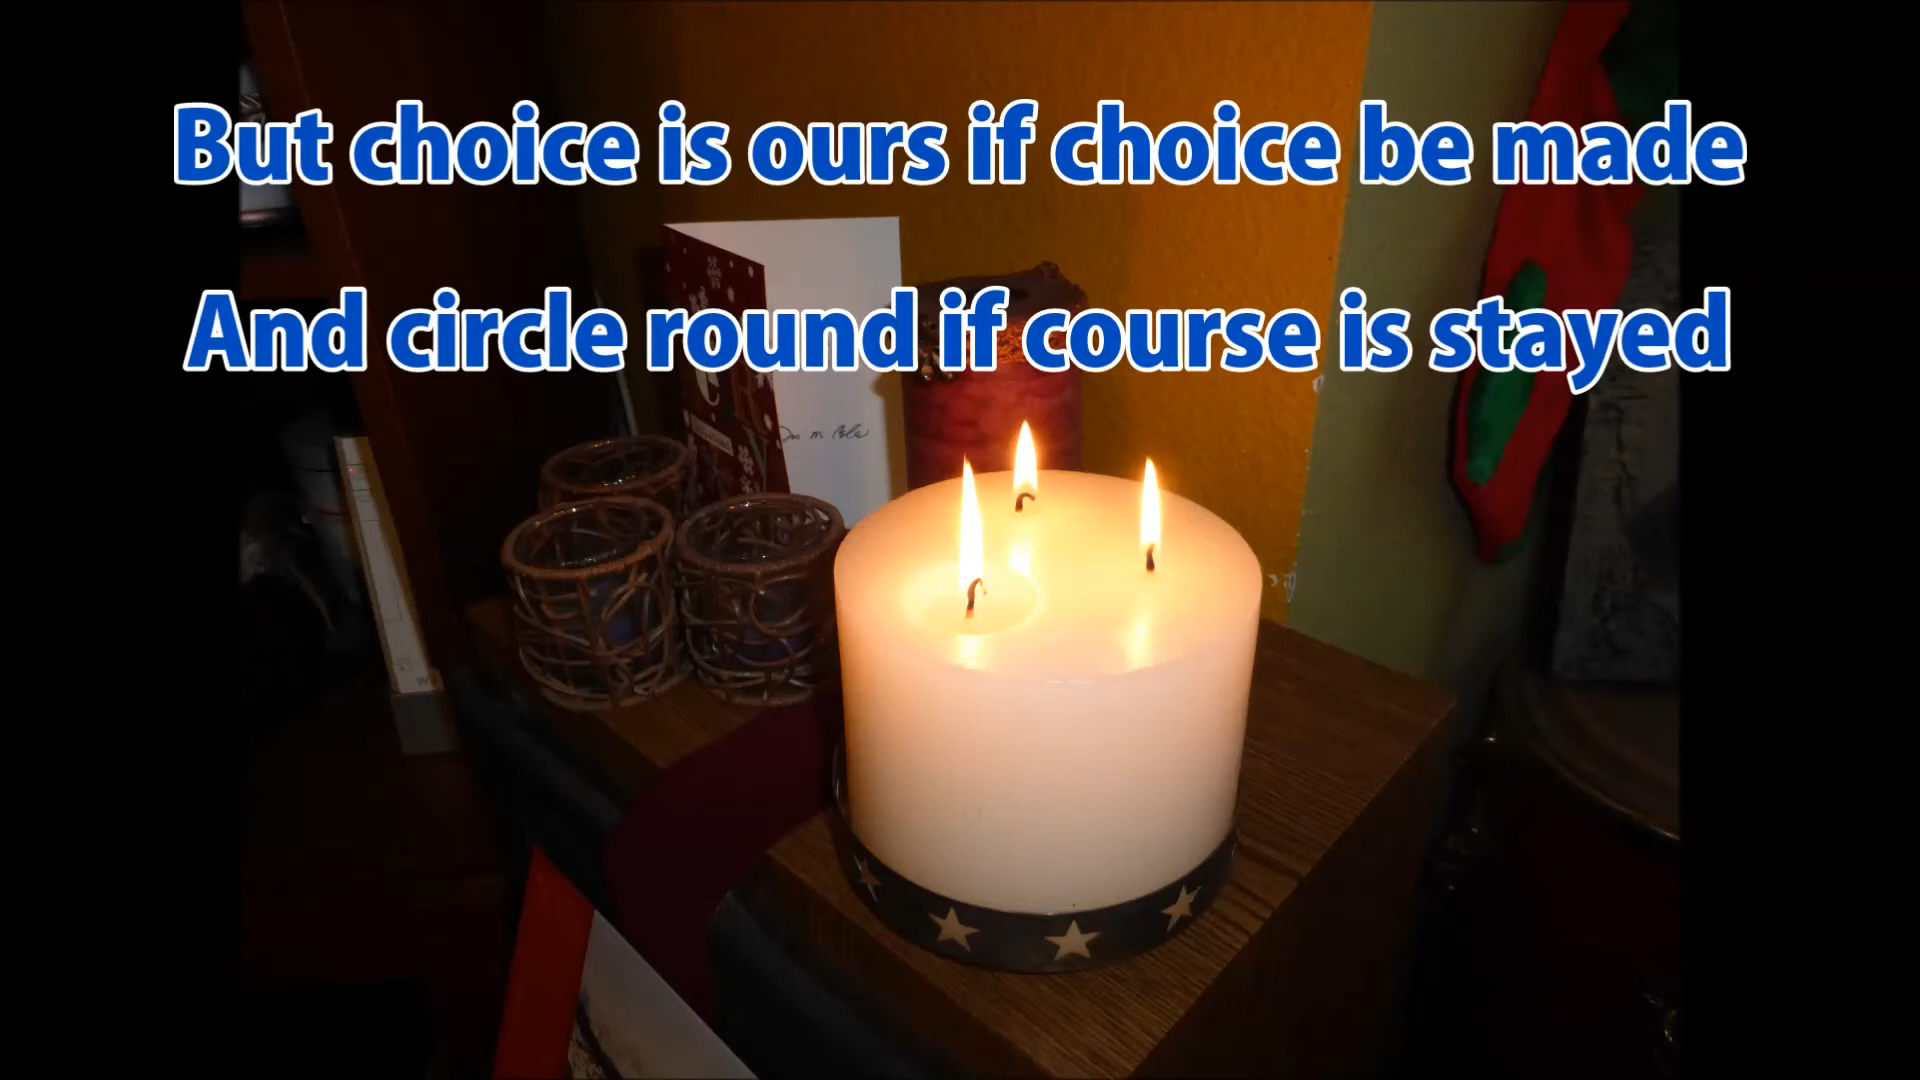 But choice is ours if choice be made
And circle round if course is stayed